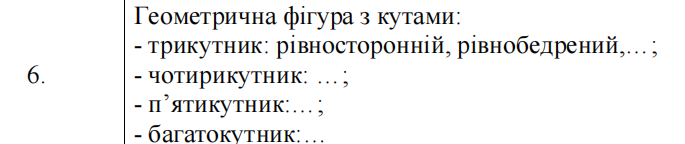 Геометрична фігура з кутами:
- трикутник: рівносторонній, рівнобедрений,…;
6.
- чотирикутник: …;
- п’ятикутник:…;
- багатокутник:…